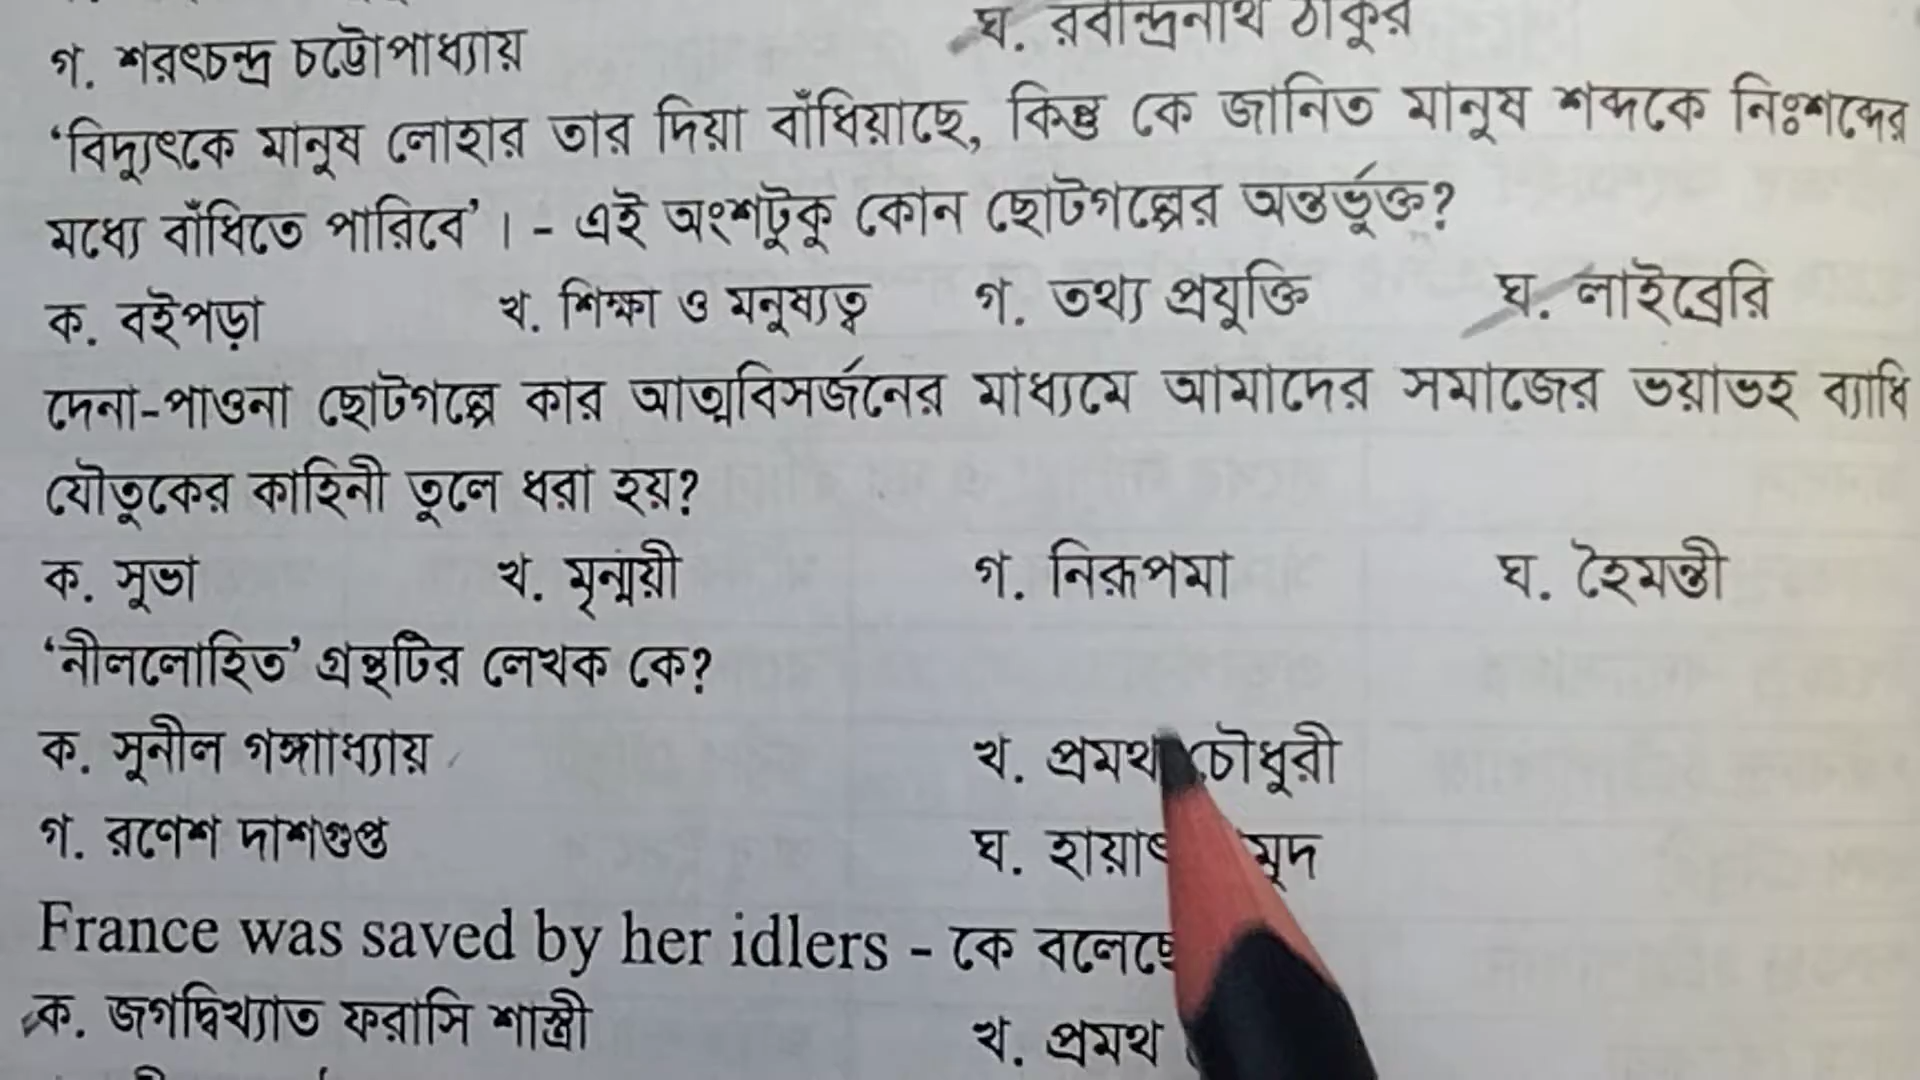 গ. শরৎচন্দ্র চট্টোপাধ্যায় ঘ. রবীন্দ্রনাথ ঠাকুর
‘বিদ্যুৎকে মানুষ লোহার তার দিয়া বাঁধিয়াছে, কিন্তু কে জানিত মানুষ শব্দকে নিঃশব্দের
মধ্যে বাঁধিতে পারিবে’। - এই অংশটুকু কোন ছোটগল্পের অন্তর্ভুক্ত?
ক. বইপড়া খ. শিক্ষা ও মনুষ্যত্ব গ. তথ্য প্রযুক্তি ঘ. লাইব্রেরি
দেনা-পাওনা ছোটগল্পে কার আত্মবিসর্জনের মাধ্যমে আমাদের সমাজের ভয়াভহ ব্যাধি
যৌতুকের কাহিনী তুলে ধরা হয়?
ক. সুভা খ. মৃন্ময়ী গ. নিরূপমা ঘ. হৈমন্তী
‘নীললোহিত’ গ্রন্থটির লেখক কে?
ক. সুনীল গঙ্গাাধ্যায় খ. প্রমথ চৌধুরী
গ. রণেশ দাশগুপ্ত ঘ.
France was saved by her idlers - কে
ক. জগদ্বিখ্যাত ফরাসি শাস্ত্রী খ. প্রমথ